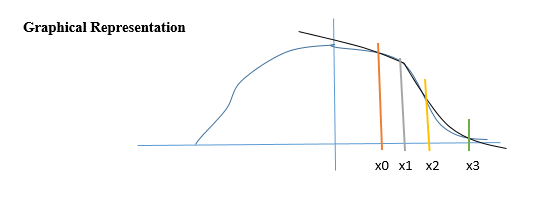 Graphical Representation
x0 x1 x2 x3